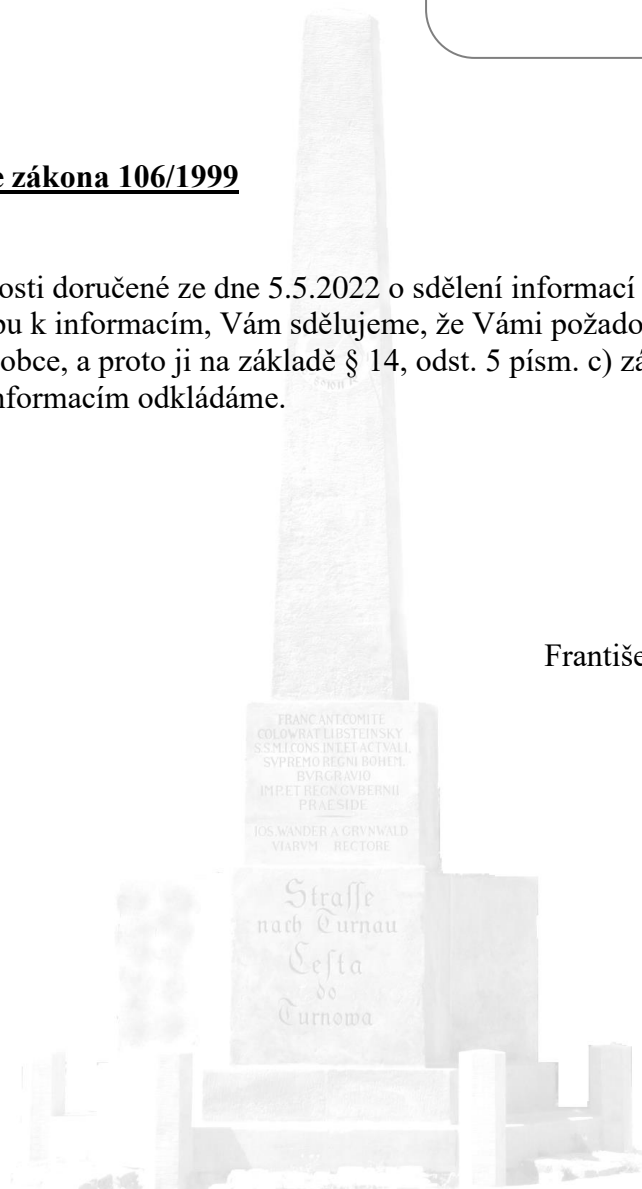 e zákona 106/1999
osti doručené ze dne 5.5.2022 o sdělení informací
pu k informacím, Vám sdělujeme, že Vámi požado
obce, a proto ji na základě § 14, odst. 5 písm. c) zá
nformacím odkládáme.
Františe
FRANC ANT.COMITE
COLOWRAT LIBSTEINSKY
S.S.M.I.CONS INT.ET ACTVALI.
SVPREMO REGNI BOHEM.
BVRGRAVIO
IMP.ET REGN.GVBERNII
PRAESIDE
JOS WANDER A GRVNWALD
VIARVM RECTORE
Straſſe
nach Turnau
Ceſta
do
Turnowa